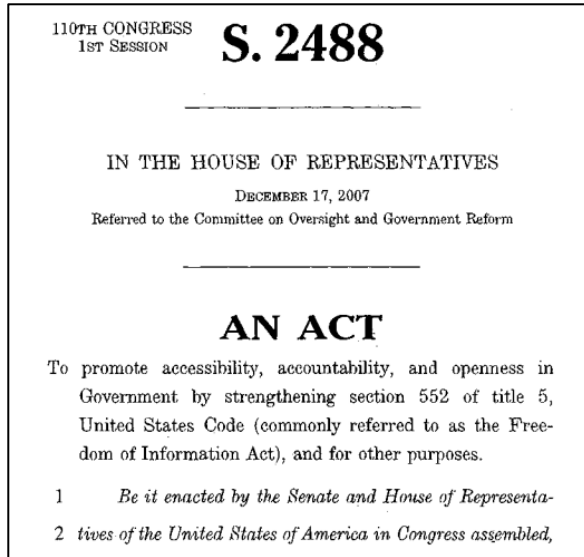 110TH CONGRESS
1ST SESSION
S. 2488
IN THE HOUSE OF REPRESENTATIVES
DECEMBER 17, 2007
Referred to the Committee on Oversight and Government Reform
AN ACT
To promote accessibility, accountability, and openness in
Government by strengthening section 552 of title 5,
United States Code (commonly referred to as the Free-
dom of Information Act), and for other purposes.
1 Be it enacted by the Senate and House of Representa-
2 tives of the United States of America in Congress assembled,